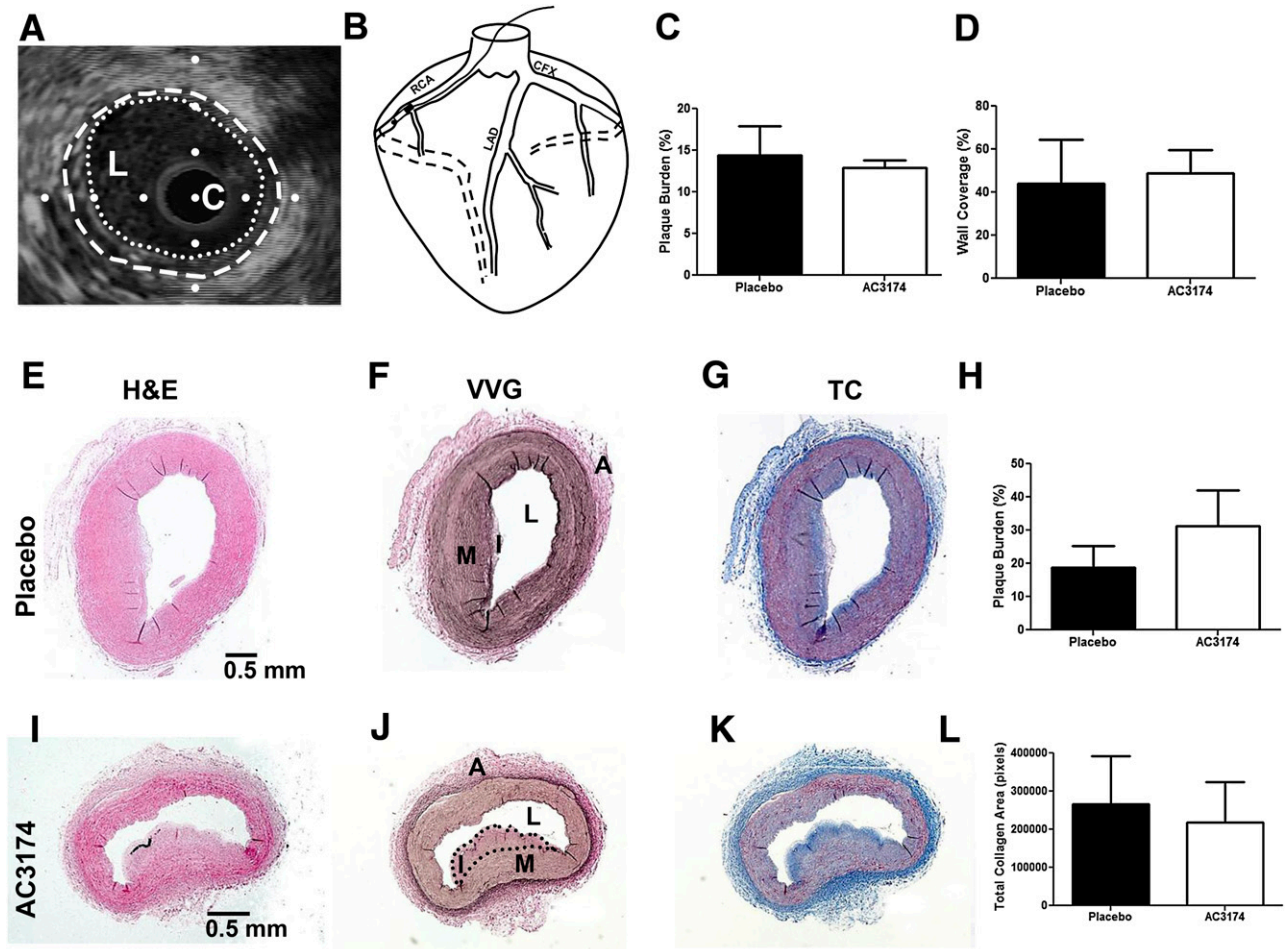 A
B
C
D
L
C
RCA
CFX
LAD
Plaque Burden (%)
20
15
10
5
0
Placebo
AC3174
Wall Coverage (%)
80
60
40
20
0
Placebo
AC3174
E
H&E
F
VVG
G
TC
H
Placebo
0.5 mm
A
L
I
M
Plaque Burden (%)
50
40
30
20
10
0
Placebo
AC3174
I
J
K
L
AC3174
0.5 mm
A
L
I
M
Total Collagen Area (pixels)
400000
300000
200000
100000
0
Placebo
AC3174